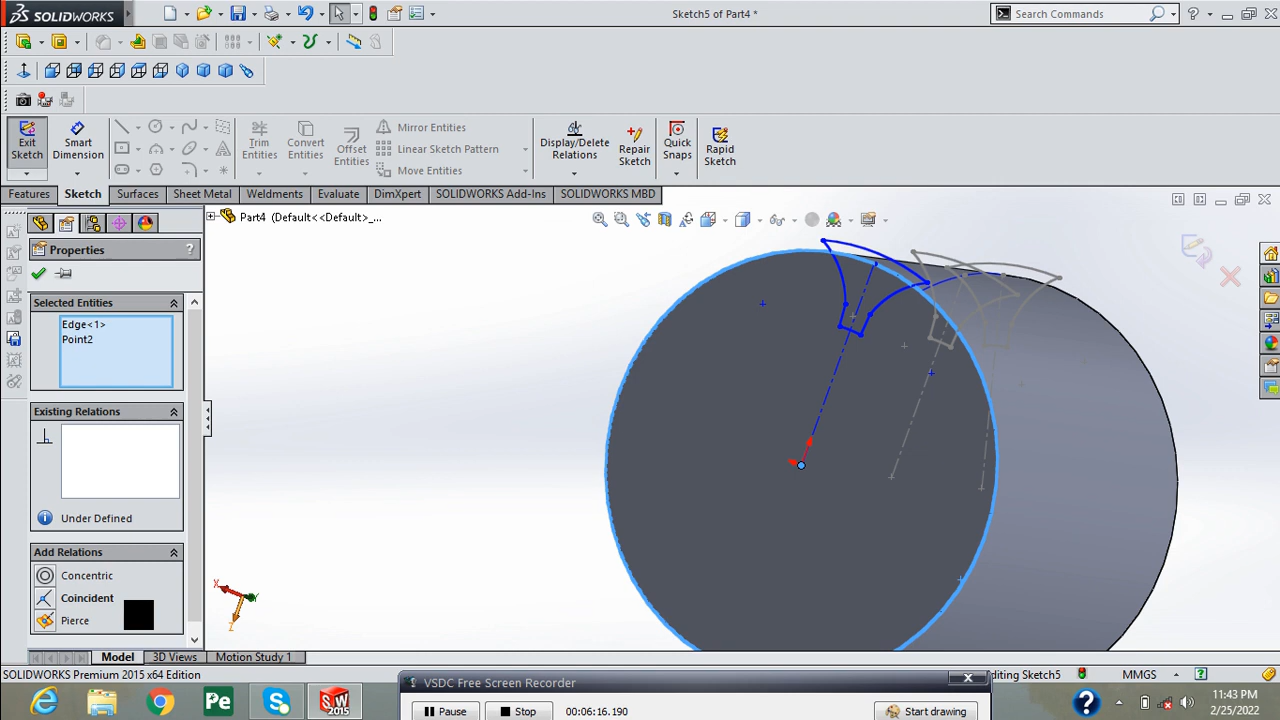 SOLIDWORKS
Sketch5 of Part4 *
Search Commands
Exit Sketch
Smart Dimension
Trim Entities
Convert Entities
Offset Entities
Mirror Entities
Linear Sketch Pattern
Move Entities
Display/Delete Relations
Repair Sketch
Quick Snaps
Rapid Sketch
Features
Sketch
Surfaces
Sheet Metal
Weldments
Evaluate
DimXpert
SOLIDWORKS Add-Ins
SOLIDWORKS MBD
Part4 (Default<<Default>_...
Properties
?
Selected Entities
Edge<1>
Point2
Existing Relations
Under Defined
Add Relations
Concentric
Coincident
Pierce
X
Y
Z
Model
3D Views
Motion Study 1
SOLIDWORKS Premium 2015 x64 Edition
diting Sketch5
MMGS
VSDC Free Screen Recorder
Pause
Stop
00:06:16.190
Start drawing
Pe
SW 2015
11:43 PM
2/25/2022